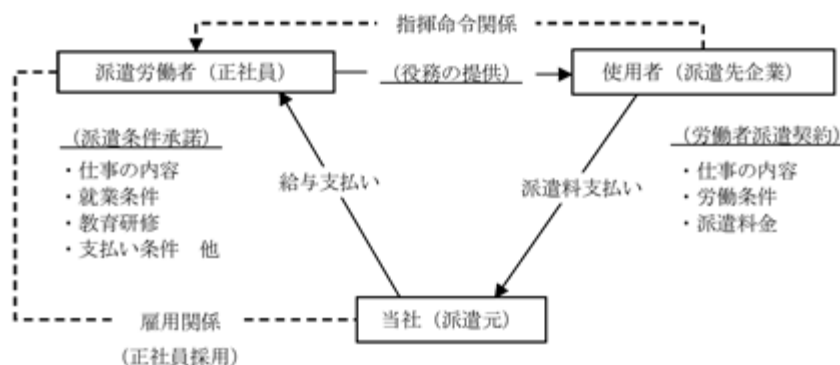 指揮命令関係
派遣労働者（正社員）
（役務の提供）
使用者（派遣先企業）
（派遣条件承諾）
・仕事の内容
・就業条件
・教育研修
・支払い条件　他
給与支払い
派遣料支払い
（労働者派遣契約）
・仕事の内容
・労働条件
・派遣料金
当社（派遣元）
雇用関係
（正社員採用）